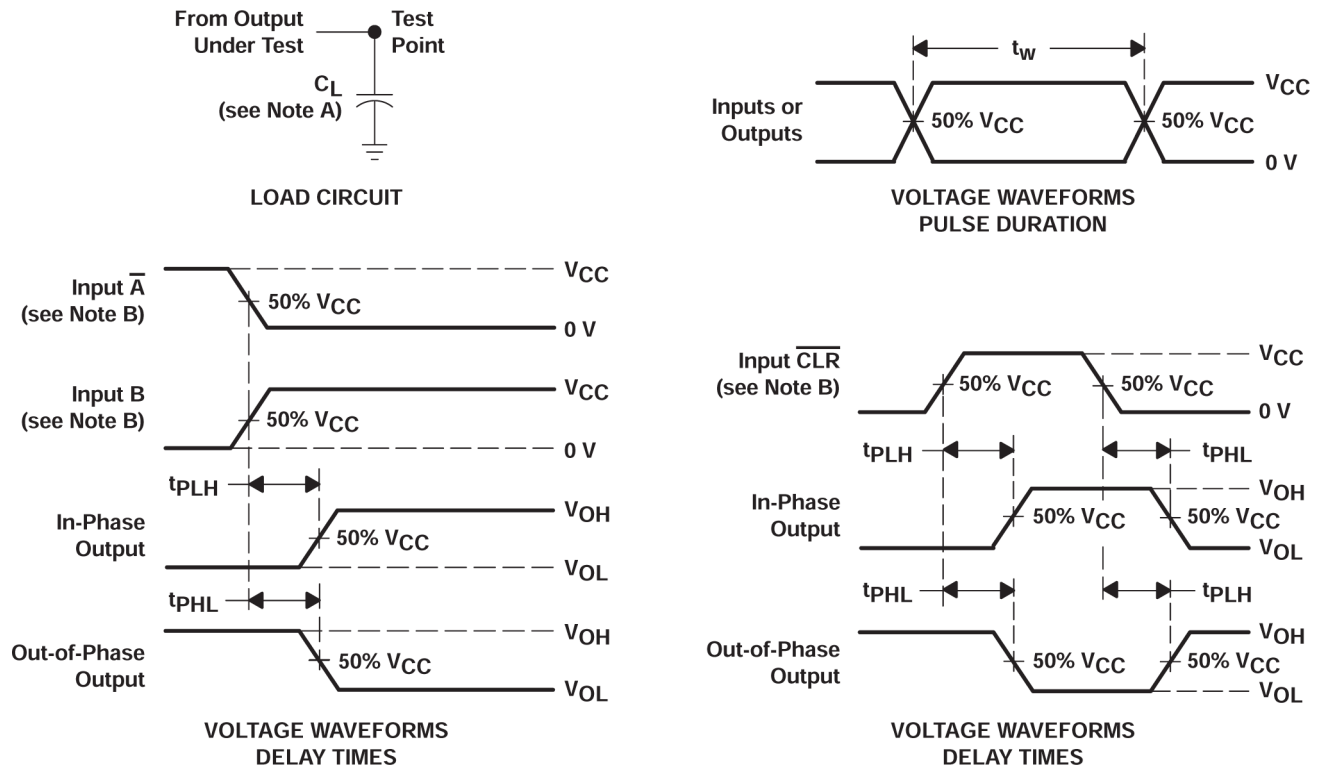 From Output
Under Test
Test
Point
CL
(see Note A)
LOAD CIRCUIT
tw
Inputs or
Outputs
50% VCC
50% VCC
VCC
0 V
VOLTAGE WAVEFORMS
PULSE DURATION
Input A̅
(see Note B)
50% VCC
VCC
0 V
Input B
(see Note B)
50% VCC
VCC
0 V
tPLH
In-Phase
Output
50% VCC
VOH
VOL
tPHL
Out-of-Phase
Output
50% VCC
VOH
VOL
VOLTAGE WAVEFORMS
DELAY TIMES
Input C̅L̅R̅
(see Note B)
50% VCC
50% VCC
VCC
0 V
tPLH
tPHL
In-Phase
Output
50% VCC
50% VCC
VOH
VOL
tPHL
tPLH
Out-of-Phase
Output
50% VCC
50% VCC
VOH
VOL
VOLTAGE WAVEFORMS
DELAY TIMES